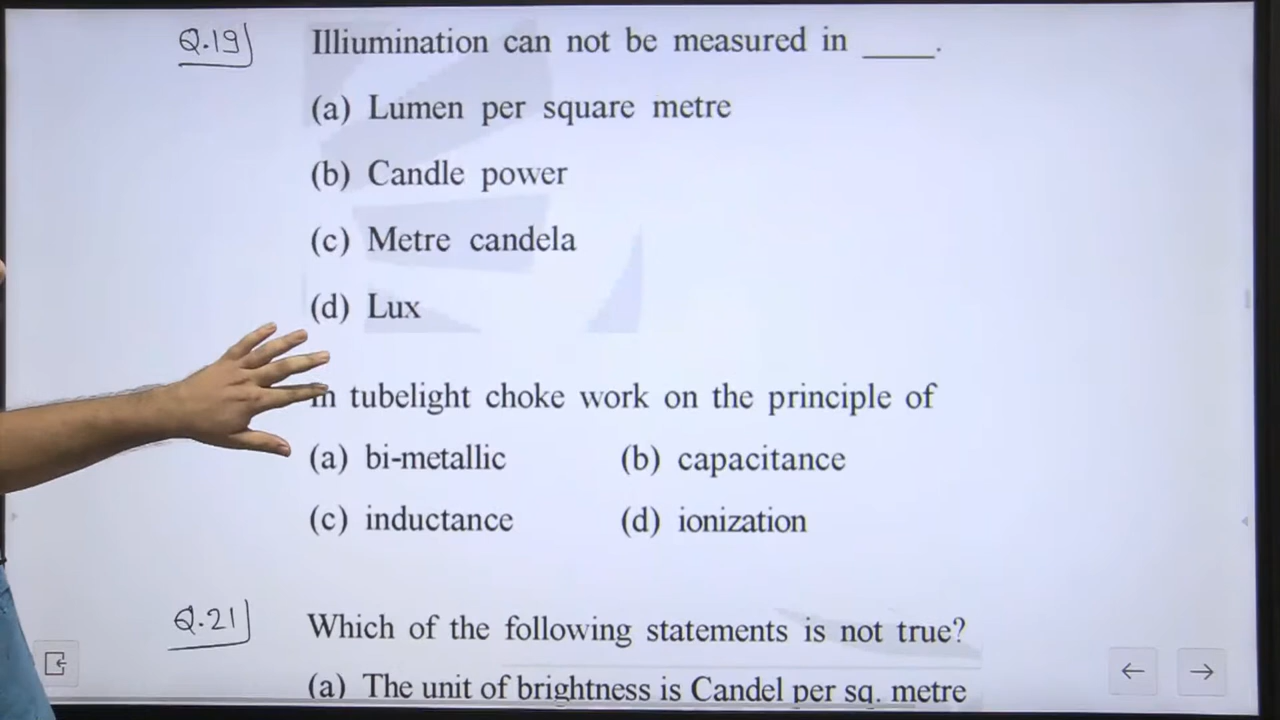 Q.19) Illiumination can not be measured in ____.
(a) Lumen per square metre
(b) Candle power
(c) Metre candela
(d) Lux
In tubelight choke work on the principle of
(a) bi-metallic (b) capacitance
(c) inductance (d) ionization
Q.21) Which of the following statements is not true?
(a) The unit of brightness is Candel per sq. metre